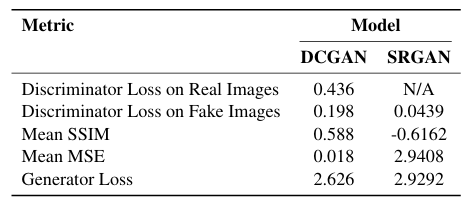 Metric Model
DCGAN SRGAN
Discriminator Loss on Real Images 0.436 N/A
Discriminator Loss on Fake Images 0.198 0.0439
Mean SSIM 0.588 -0.6162
Mean MSE 0.018 2.9408
Generator Loss 2.626 2.9292